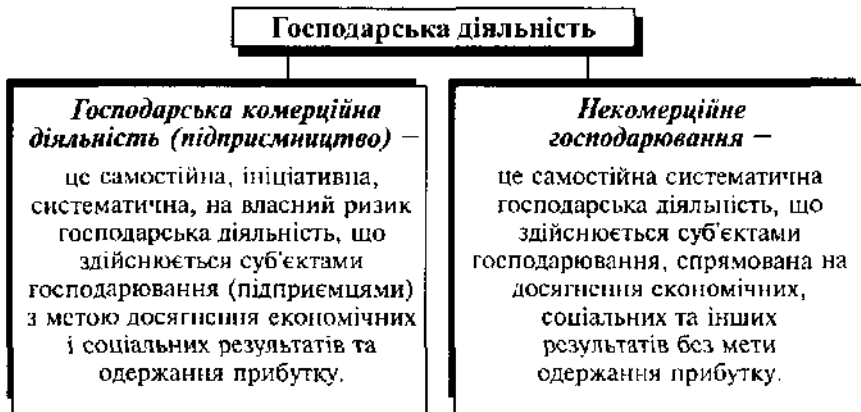 Господарська діяльність
Господарська комерційна
діяльність (підприємництво) —
це самостійна, ініціативна,
систематична, на власний ризик
господарська діяльність, що
здійснюється суб'єктами
господарювання (підприємцями)
з метою досягнення економічних
і соціальних результатів та
одержання прибутку.
Некомерційне
господарювання —
це самостійна систематична
господарська діяльність, що
здійснюється суб'єктами
господарювання, спрямована на
досягнення економічних,
соціальних та інших
результатів без мети
одержання прибутку.